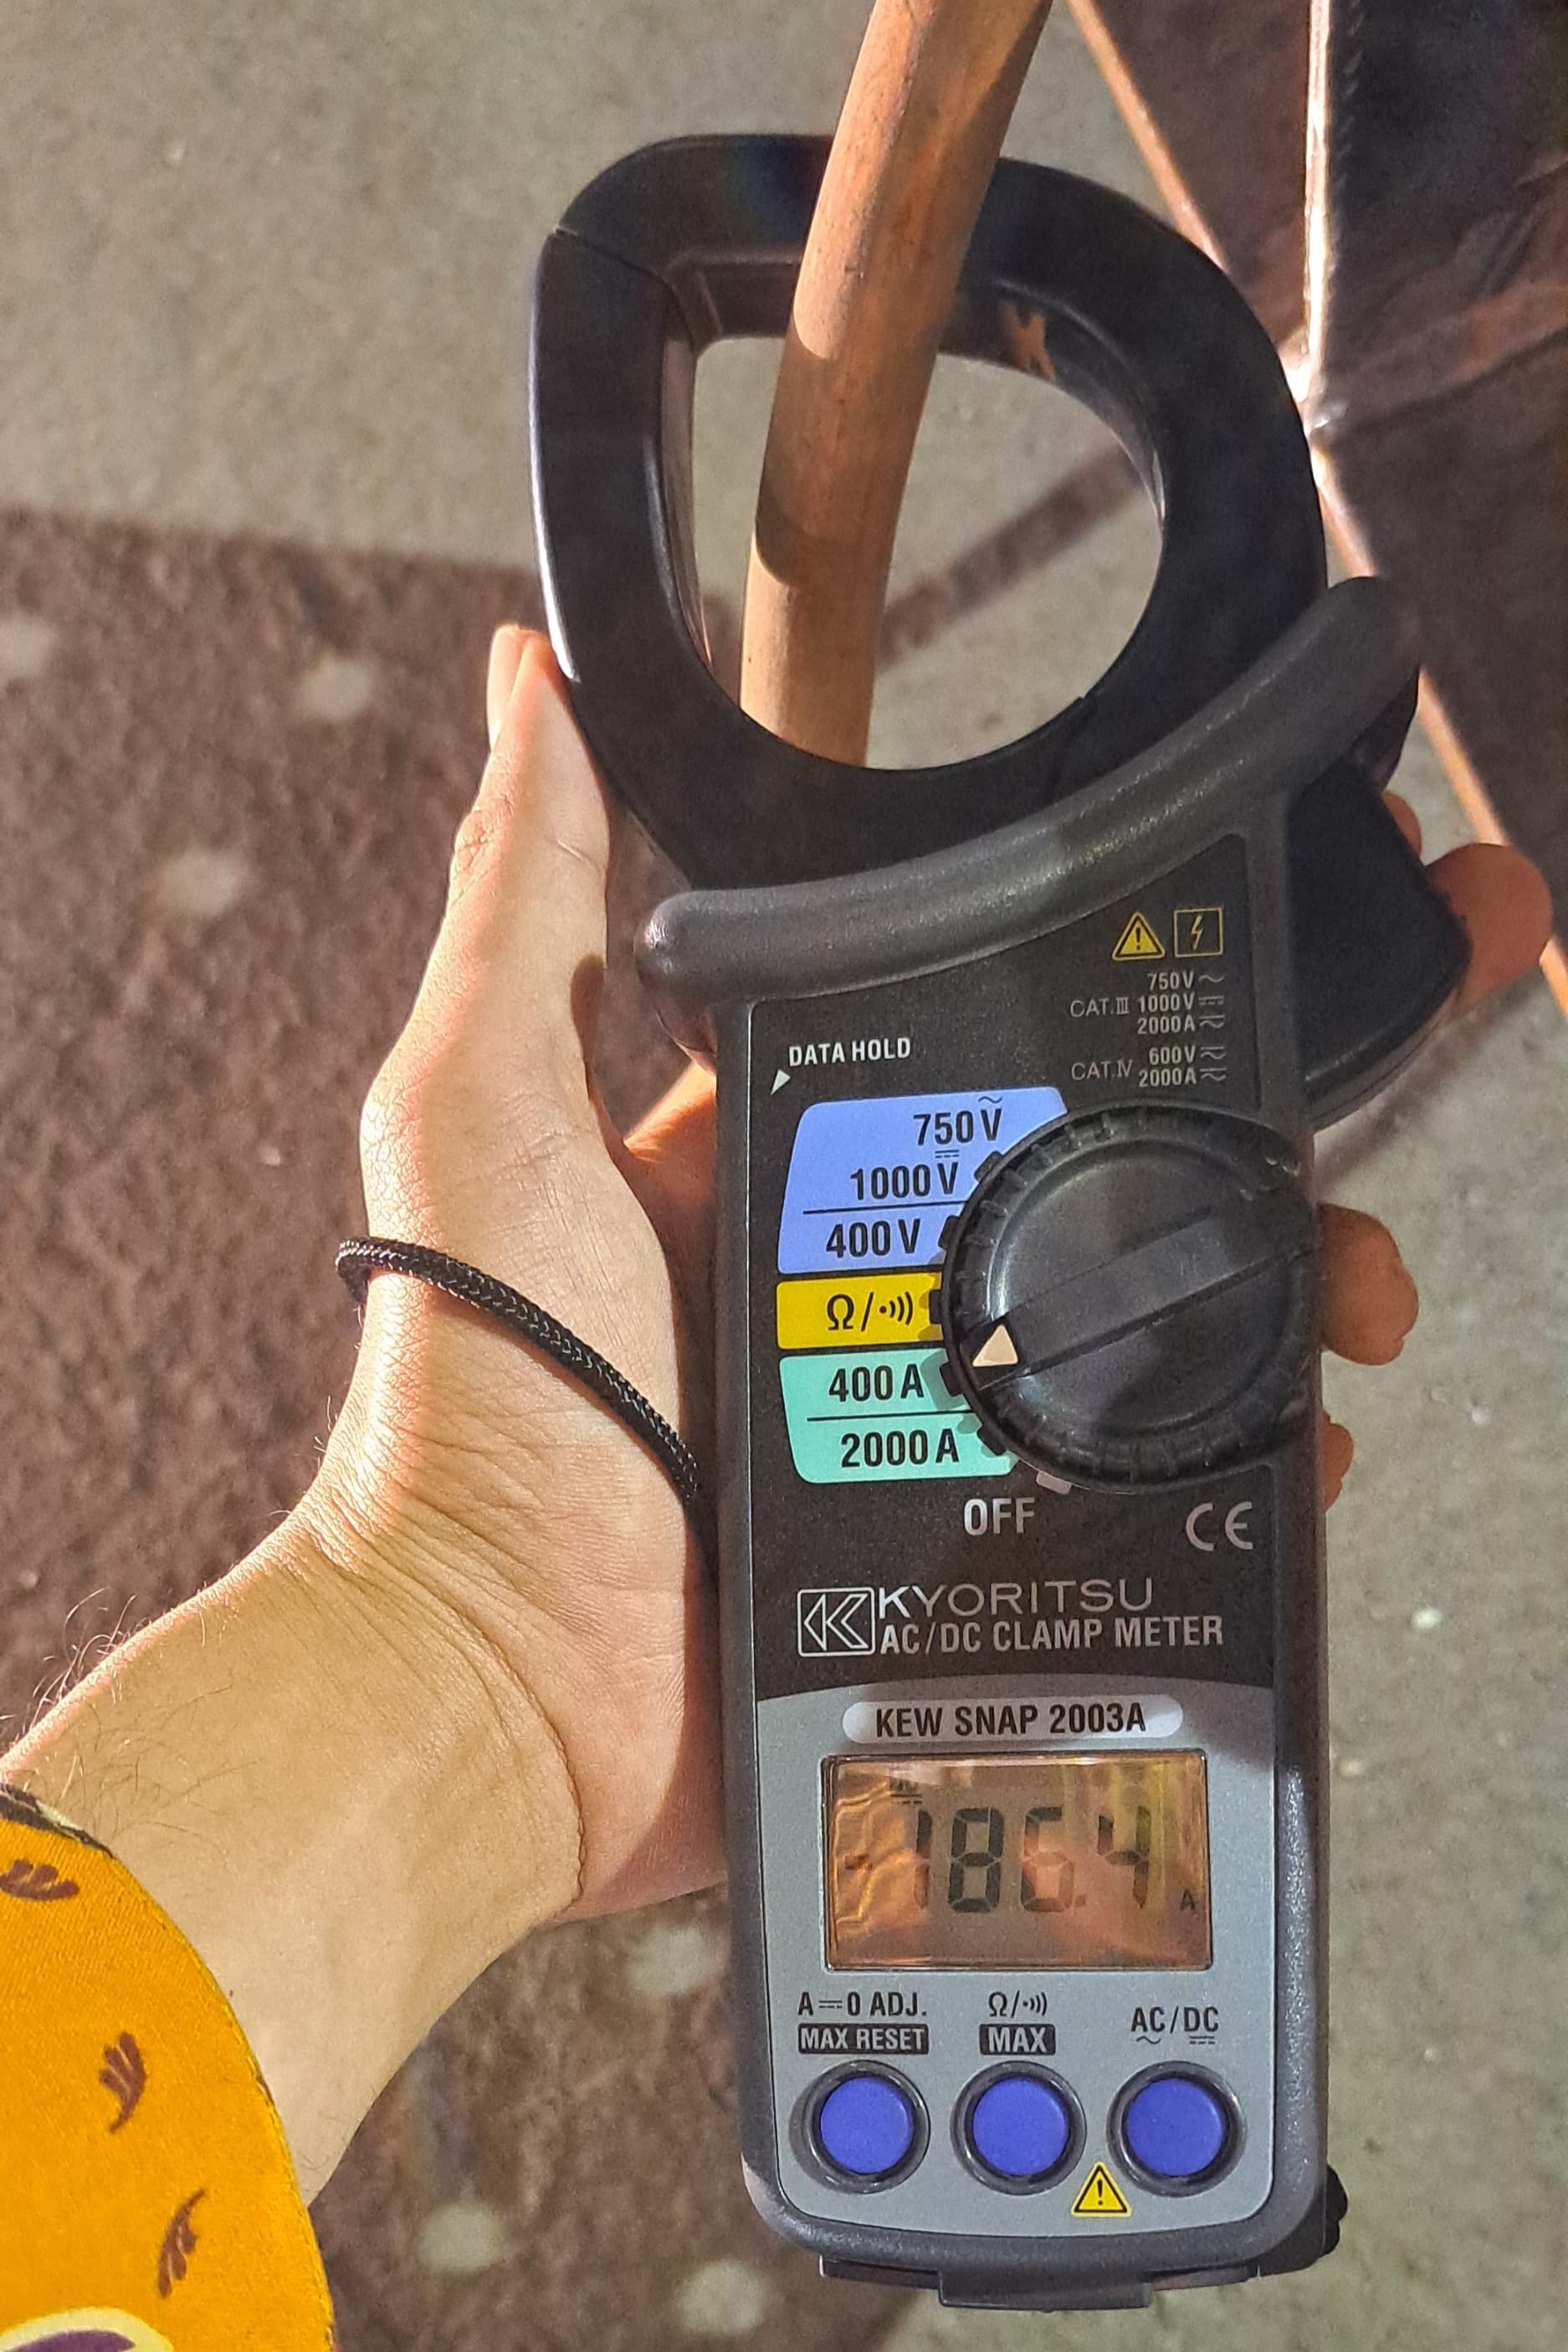 750V~
CAT.Ⅲ 1000V⎓
2000A≂
600V≂
CAT.Ⅳ 2000A≂
DATA HOLD
750V~
1000V⎓
400V
Ω/•)))
400A
2000A
OFF
CE
KYORITSU
AC/DC CLAMP METER
KEW SNAP 2003A
-186.4 A
A⎓0 ADJ. Ω/•))) AC/DC
MAX RESET MAX